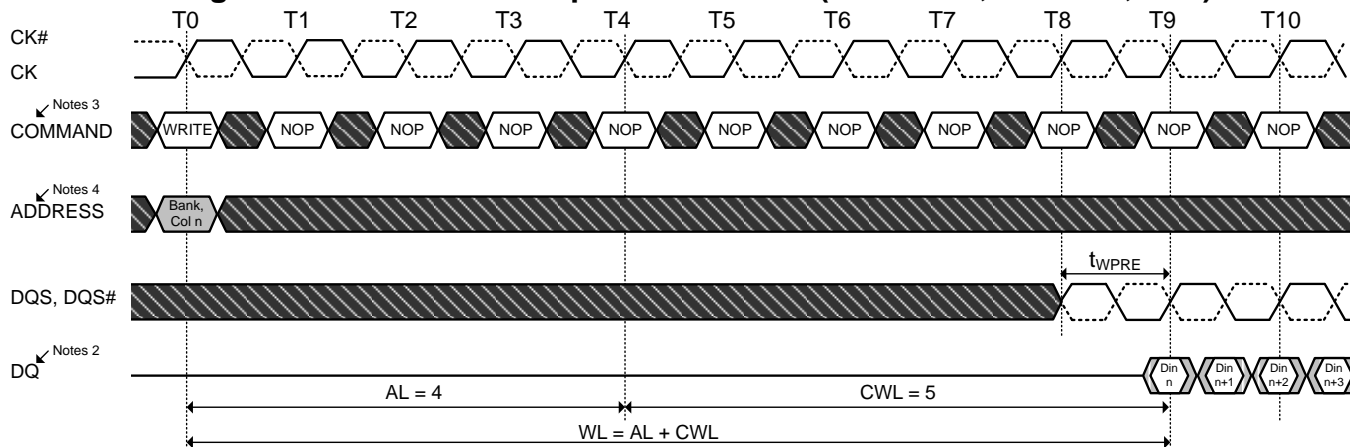 T0 T1 T2 T3 T4 T5 T6 T7 T8 T9 T10
CK#
CK
Notes 3
COMMAND WRITE NOP NOP NOP NOP NOP NOP NOP NOP NOP NOP
Notes 4
ADDRESS
Bank,
Col n
tWPRE
DQS, DQS#
Notes 2
DQ
Din n
Din n+1
Din n+2
Din n+3
AL = 4 CWL = 5
WL = AL + CWL